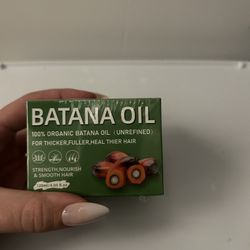 BATANA OIL
100% ORGANIC BATANA OIL (UNREFINED)
FOR THICKER,FULLER,HEAL THIER HAIR
STRENGTH,NOURISH
& SMOOTH HAIR